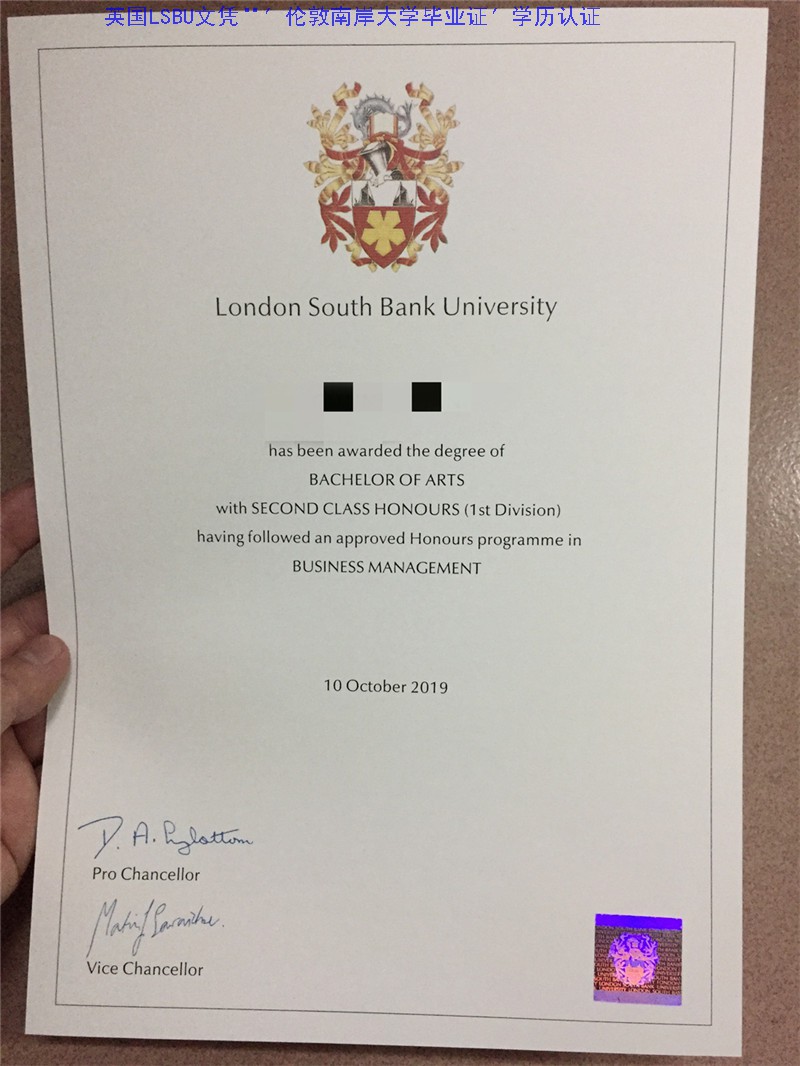 英国LSBU文凭"" ′ 伦敦南岸大学毕业证 ′ 学历认证
London South Bank University
has been awarded the degree of
BACHELOR OF ARTS
with SECOND CLASS HONOURS (1st Division)
having followed an approved Honours programme in
BUSINESS MANAGEMENT
10 October 2019
Pro Chancellor
Vice Chancellor